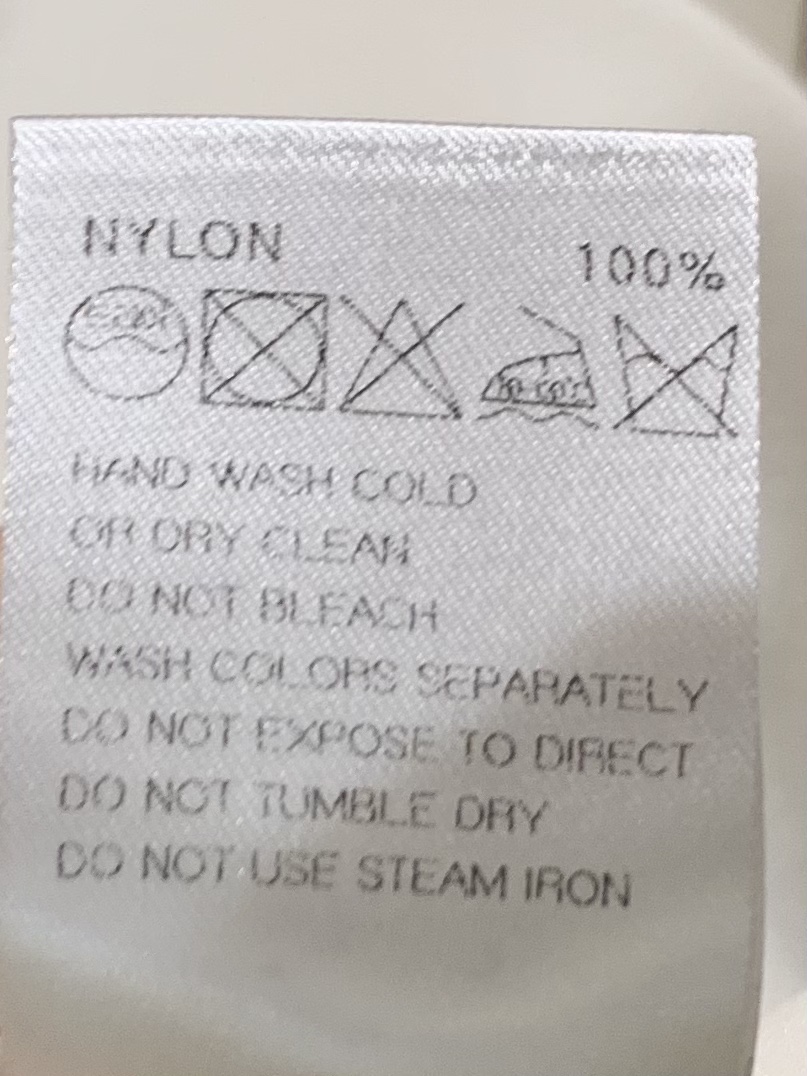 NYLON 100%
HAND WASH COLD
OR DRY CLEAN
DO NOT BLEACH
WASH COLORS SEPARATELY
DO NOT EXPOSE TO DIRECT
DO NOT TUMBLE DRY
DO NOT USE STEAM IRON